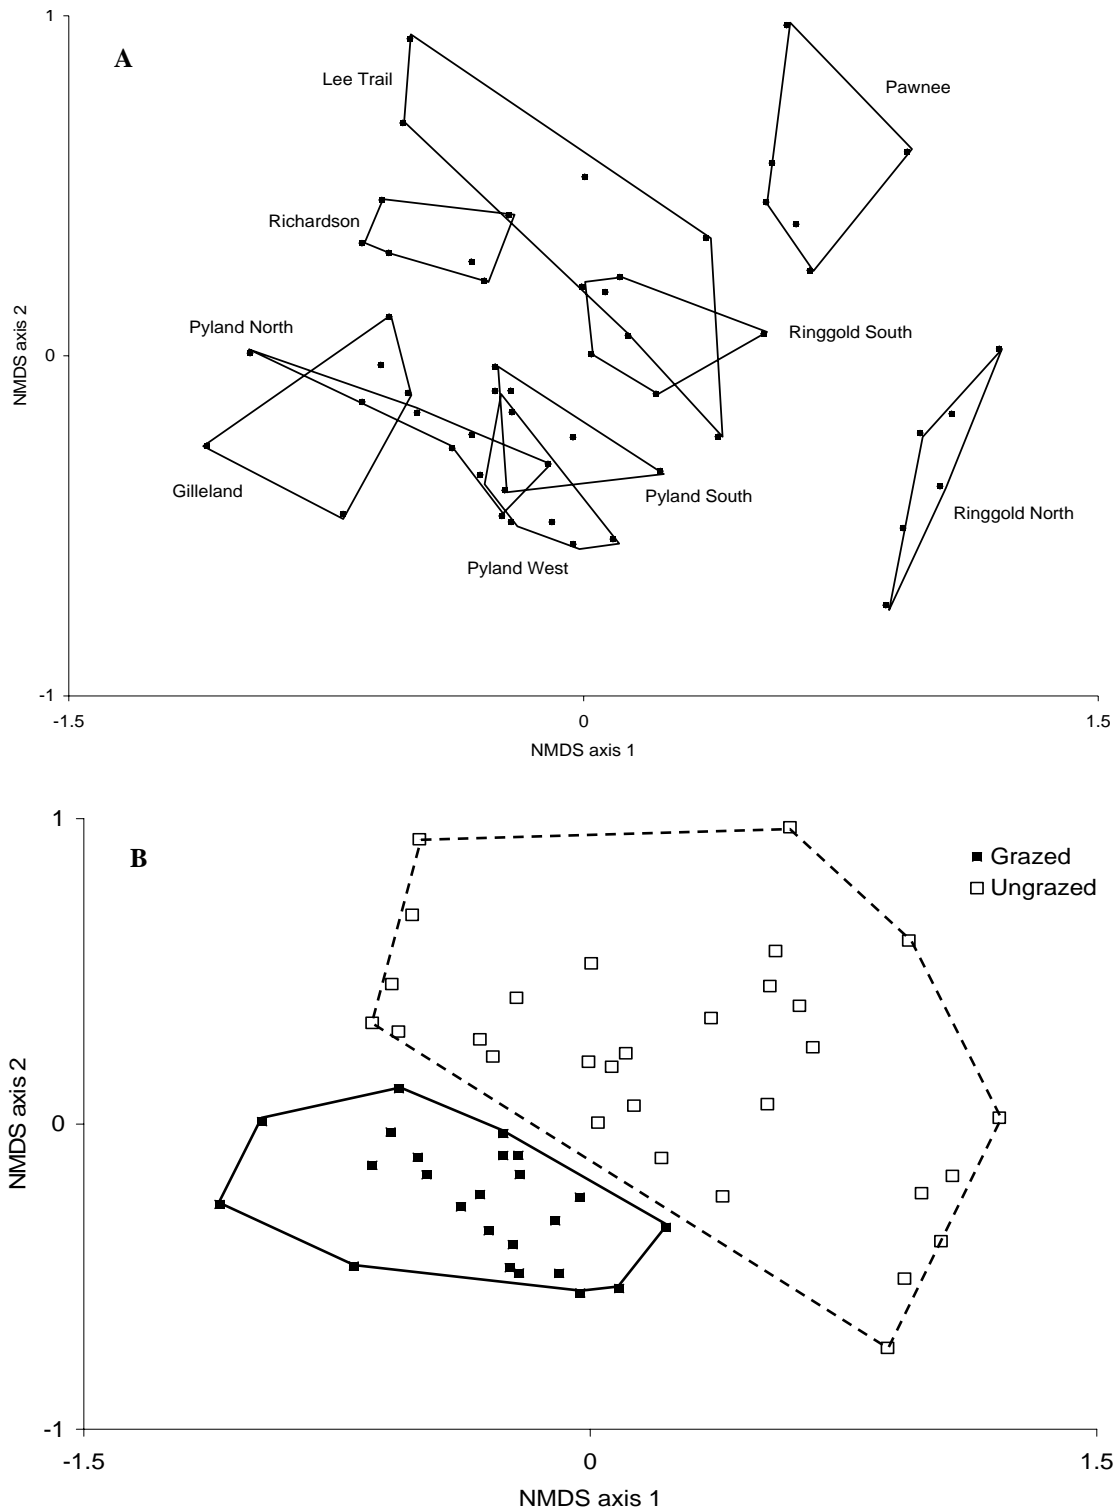 1
A
Lee Trail
Pawnee
Richardson
Pyland North
Ringgold South
NMDS axis 2
0
Gilleland
Pyland South
Ringgold North
Pyland West
-1
-1.5
0
1.5
NMDS axis 1
1
B
Grazed
Ungrazed
NMDS axis 2
0
-1
-1.5
0
1.5
NMDS axis 1